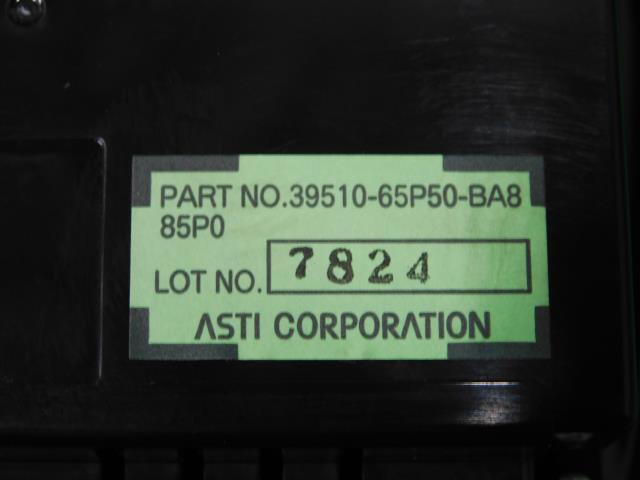 PART NO.39510-65P50-BA8
85P0
LOT NO. 7824
ASTI CORPORATION